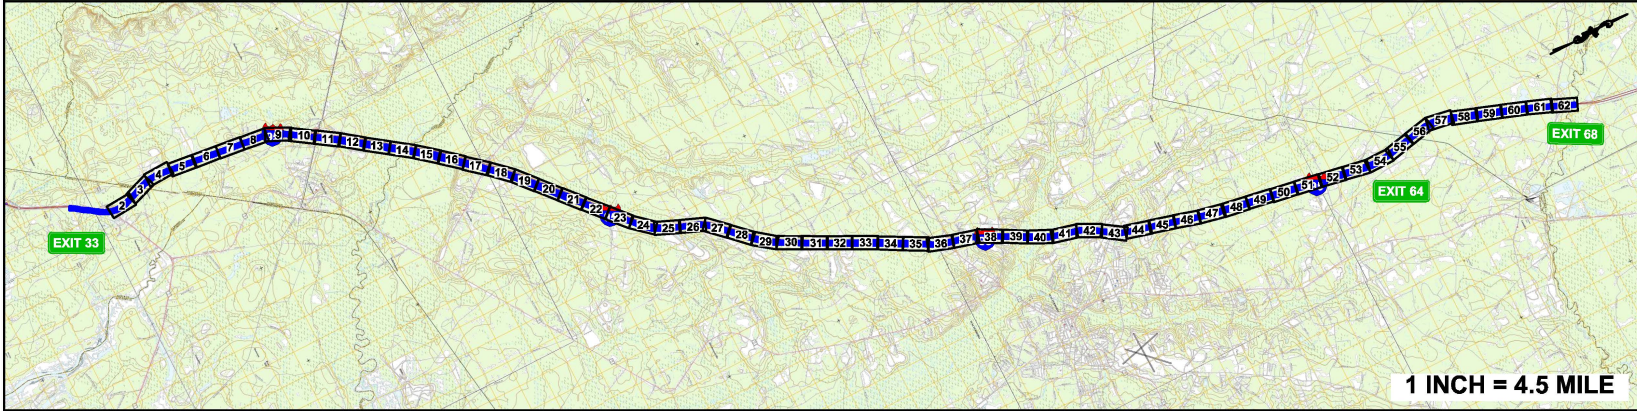 2 3 4 5 6 7 8 9 10 11 12 13 14 15 16 17 18 19 20 21 22 23 24 25 26 27 28 29 30 31 32 33 34 35 36 37 38 39 40 41 42 43 44 45 46 47 48 49 50 51 52 53 54 55 56 57 58 59 60 61 62
EXIT 33
EXIT 64
EXIT 68
1 INCH = 4.5 MILE